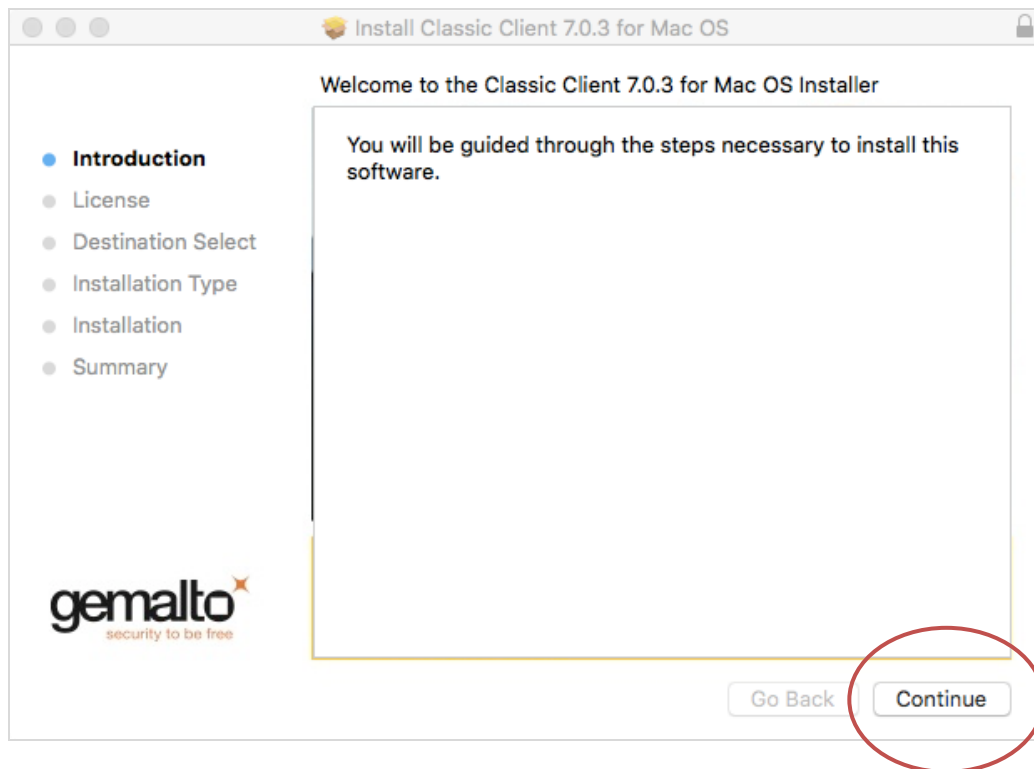 Install Classic Client 7.0.3 for Mac OS
Welcome to the Classic Client 7.0.3 for Mac OS Installer
Introduction
License
Destination Select
Installation Type
Installation
Summary
You will be guided through the steps necessary to install this
software.
gemalto
security to be free
Go Back
Continue